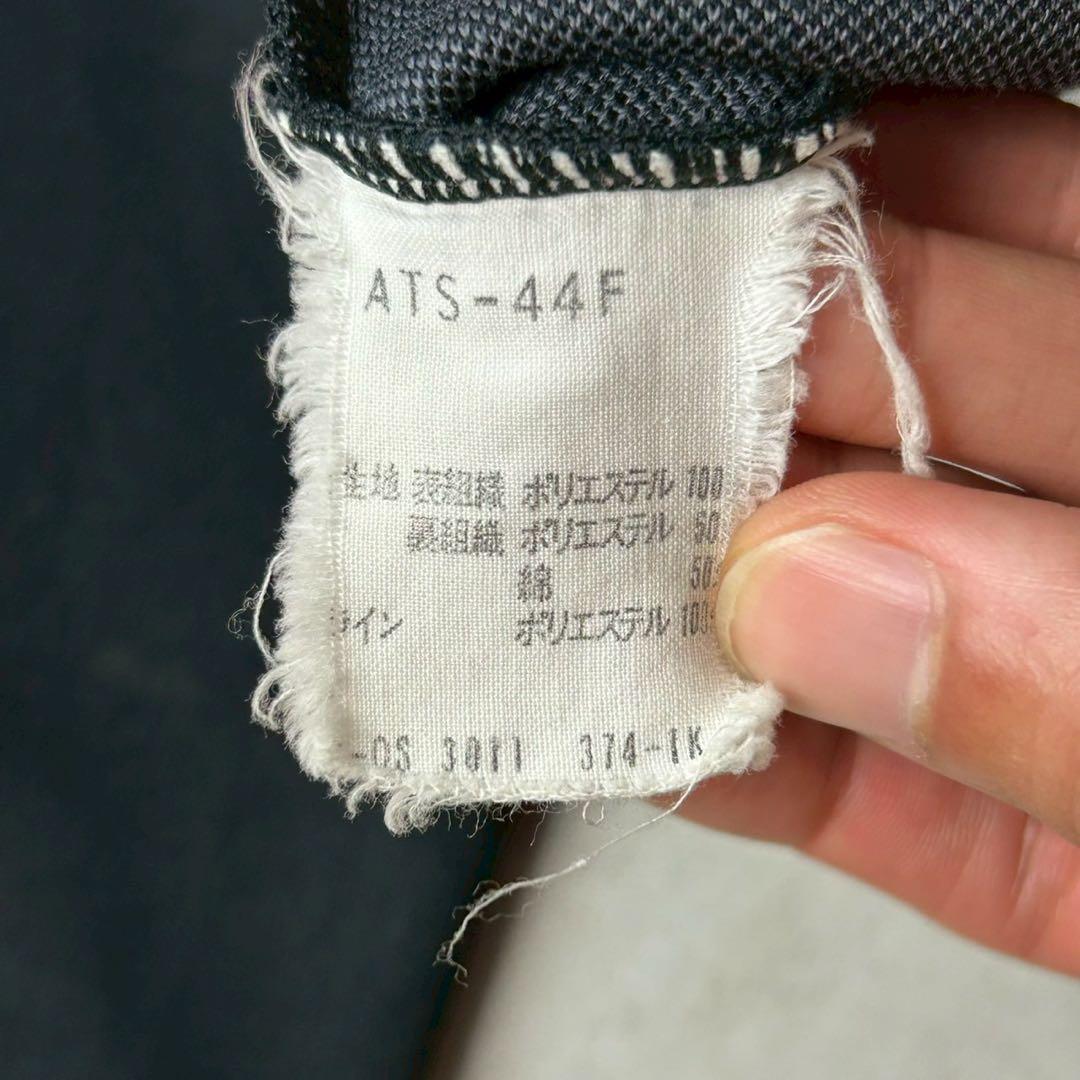 ATS-44F
生地 表組織 ポリエステル 100
裏組織 ポリエステル
綿
ライン ポリエステル 100
-OS 3011 374-1K